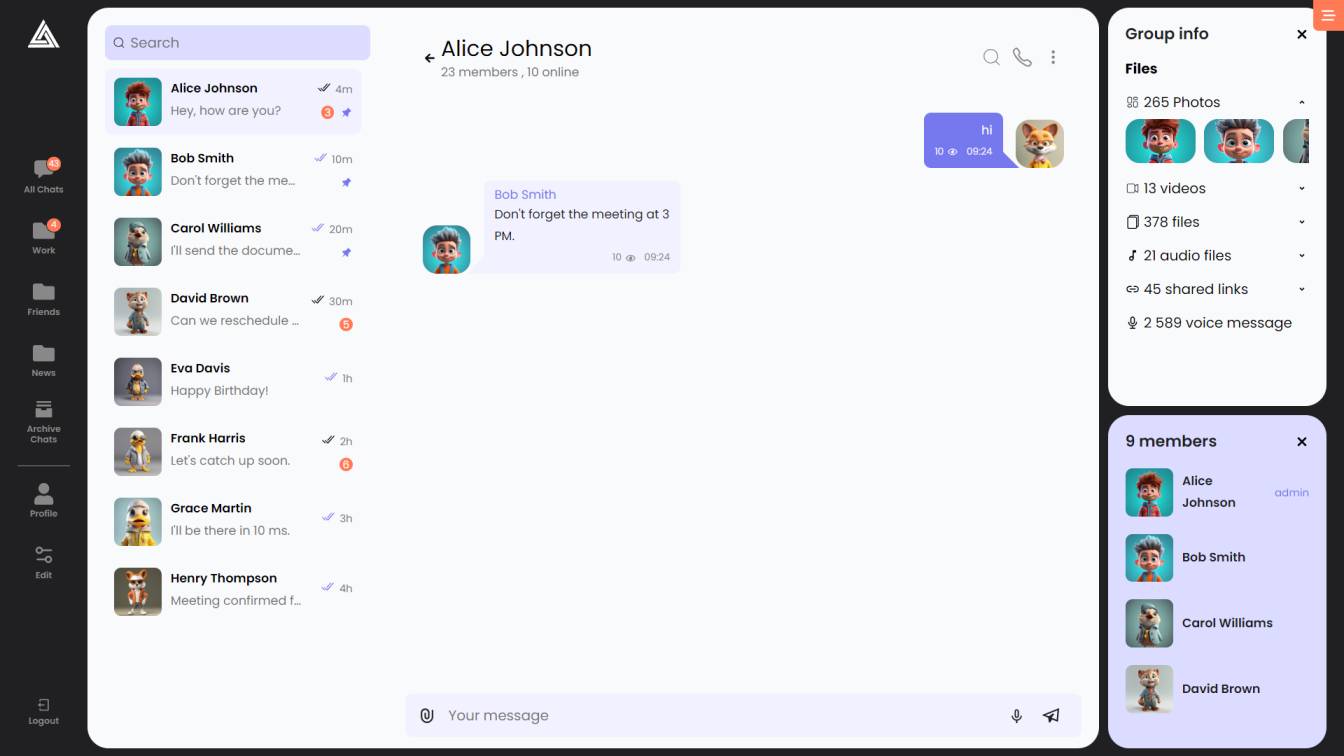 43
All Chats
4
Work
Friends
News
Archive
Chats
Profile
Edit
Logout
Search
Alice Johnson
4m
Hey, how are you?
3
Bob Smith
10m
Don't forget the me...
Carol Williams
20m
I'll send the docume...
David Brown
30m
Can we reschedule ...
5
Eva Davis
1h
Happy Birthday!
Frank Harris
2h
Let's catch up soon.
6
Grace Martin
3h
I'll be there in 10 ms.
Henry Thompson
4h
Meeting confirmed f...
Alice Johnson
23 members , 10 online
hi
10 09:24
Bob Smith
Don't forget the meeting at 3
PM.
10 09:24
Your message
Group info
Files
265 Photos
13 videos
378 files
21 audio files
45 shared links
2 589 voice message
9 members
Alice
Johnson
admin
Bob Smith
Carol Williams
David Brown